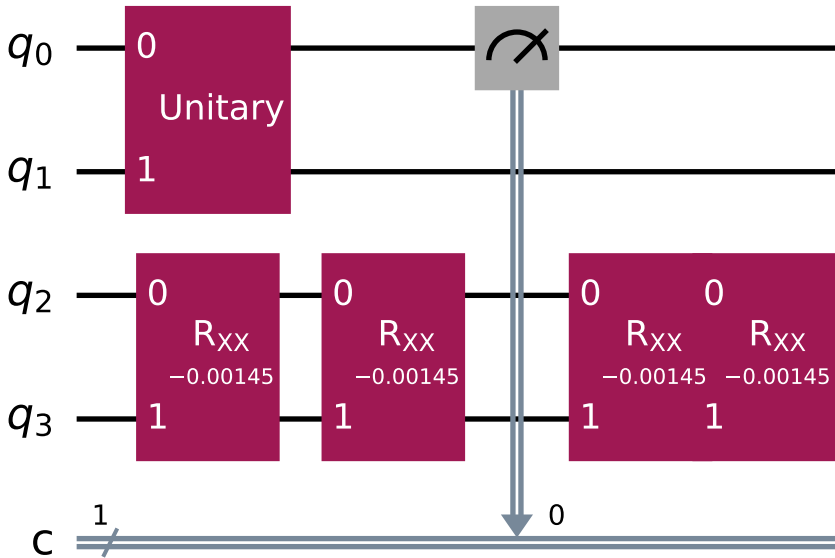 q0 0
Unitary
q1 1
q2 0 0 0 0
RXX RXX RXX RXX
−0.00145 −0.00145 −0.00145 −0.00145
q3 1 1 1 1
1 0
c